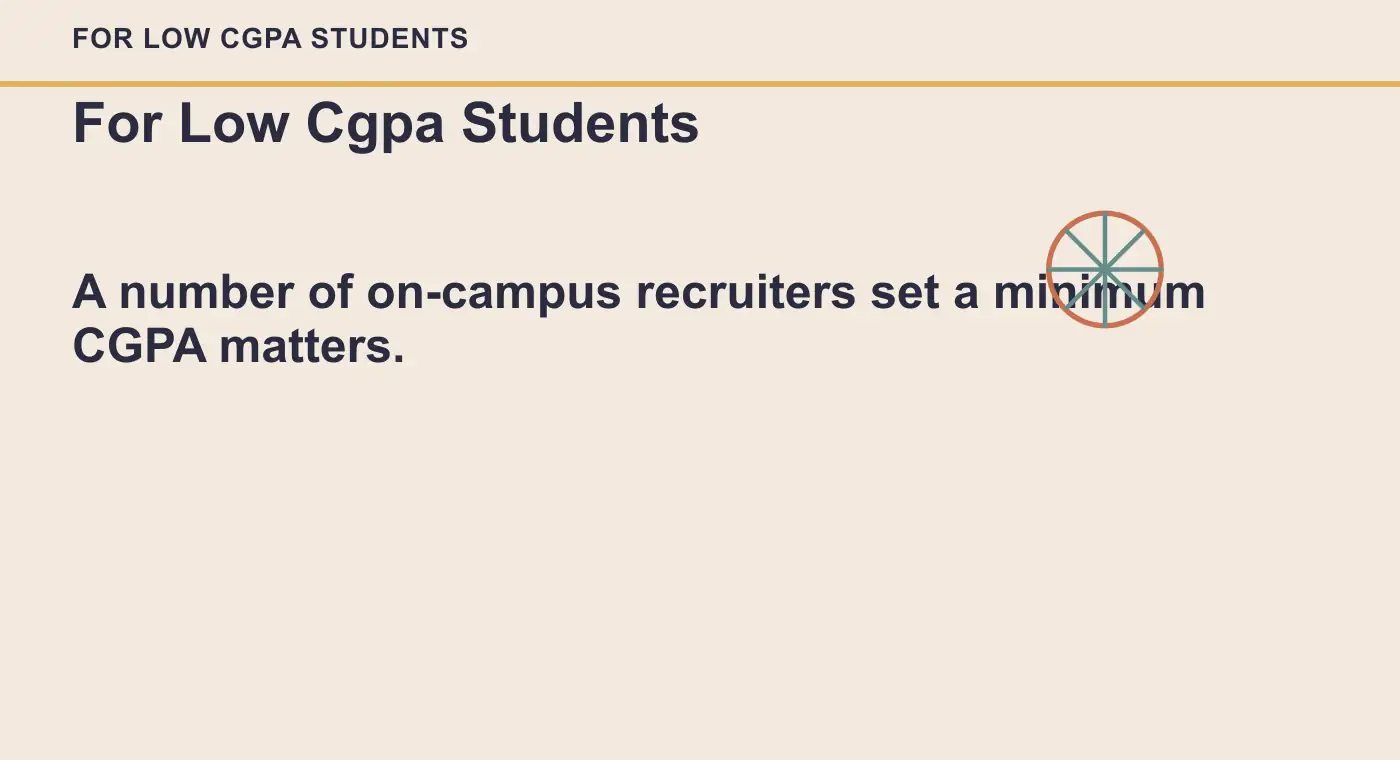 FOR LOW CGPA STUDENTS
For Low Cgpa Students
A number of on-campus recruiters set a minimum
CGPA matters.